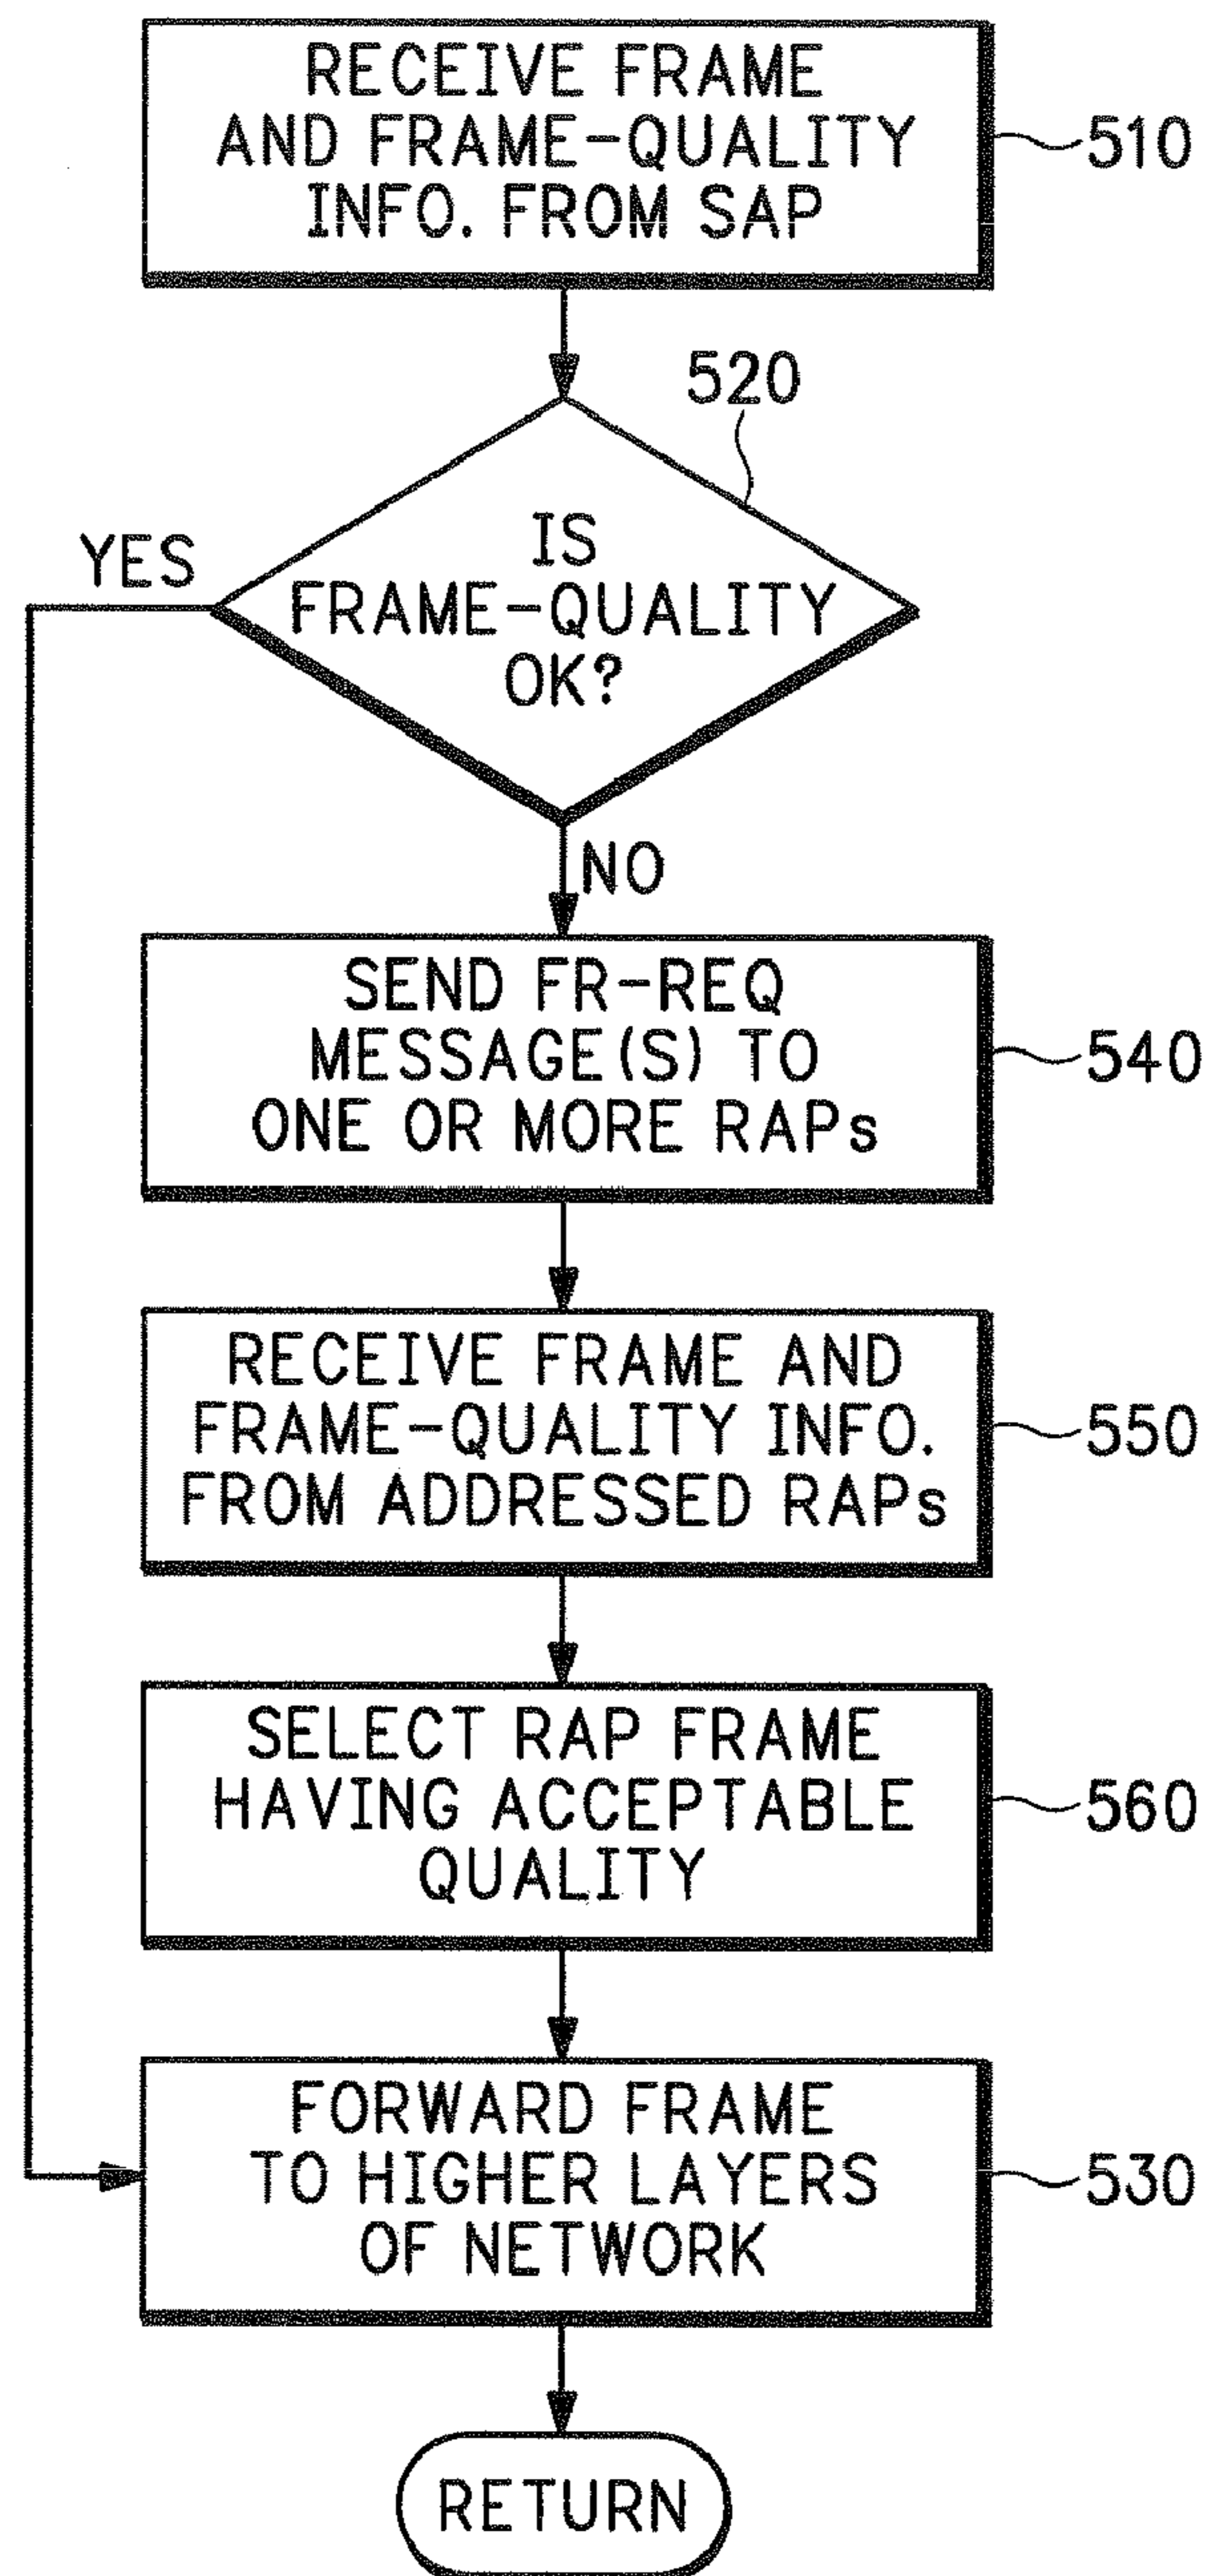 RECEIVE FRAME
AND FRAME-QUALITY
INFO. FROM SAP
510
520
YES
IS
FRAME-QUALITY
OK?
NO
SEND FR-REQ
MESSAGE(S) TO
ONE OR MORE RAPs
540
RECEIVE FRAME AND
FRAME-QUALITY INFO.
FROM ADDRESSED RAPs
550
SELECT RAP FRAME
HAVING ACCEPTABLE
QUALITY
560
FORWARD FRAME
TO HIGHER LAYERS
OF NETWORK
530
RETURN